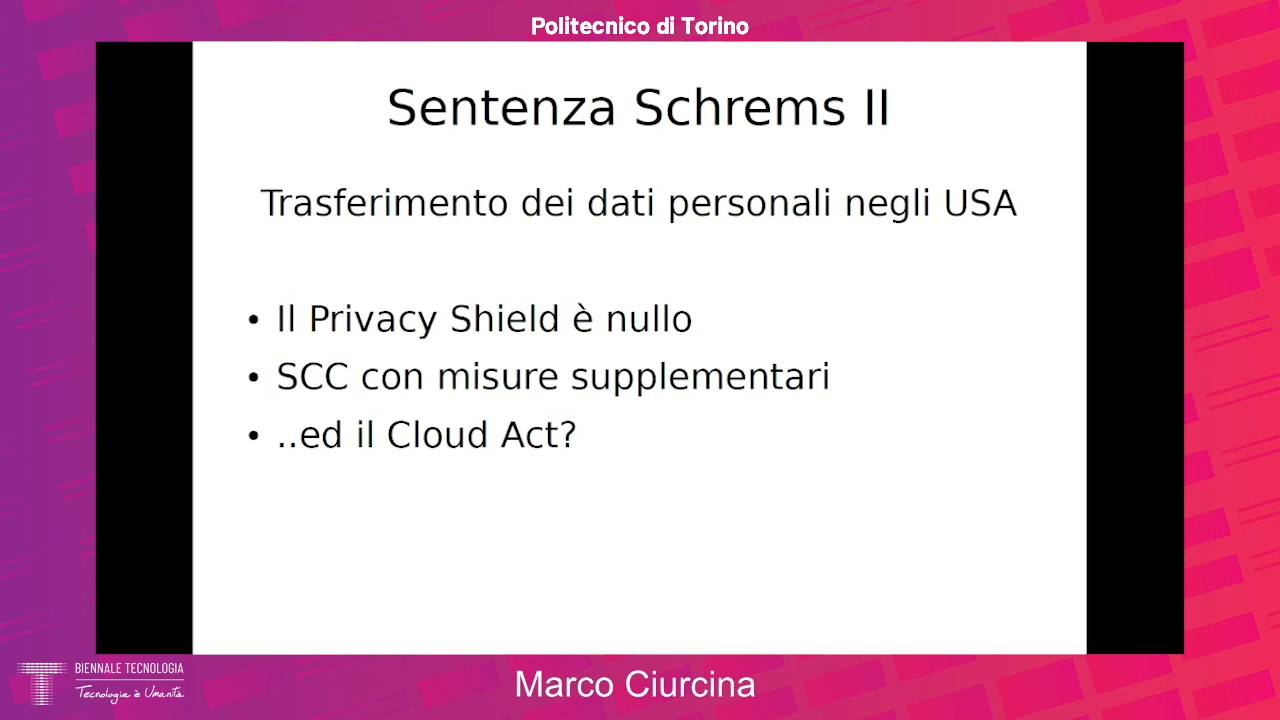 Politecnico di Torino
Sentenza Schrems II
Trasferimento dei dati personali negli USA
• Il Privacy Shield è nullo
• SCC con misure supplementari
• ..ed il Cloud Act?
BIENNALE TECNOLOGIA
Tecnologia è Umanità
Marco Ciurcina